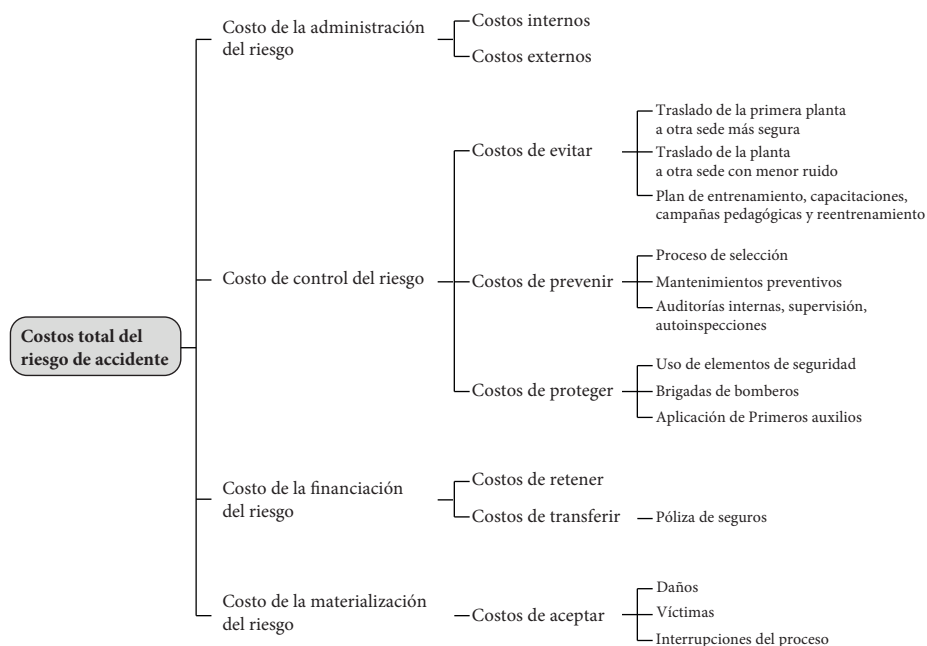 Costo de la administración
del riesgo
Costos internos
Costos externos
Costos de evitar
Traslado de la primera planta
a otra sede más segura
Traslado de la planta
a otra sede con menor ruido
Plan de entrenamiento, capacitaciones,
campañas pedagógicas y reentrenamiento
Costo de control del riesgo
Costos de prevenir
Proceso de selección
Mantenimientos preventivos
Auditorías internas, supervisión,
autoinspecciones
Costos total del
riesgo de accidente
Costos de proteger
Uso de elementos de seguridad
Brigadas de bomberos
Aplicación de Primeros auxilios
Costo de la financiación
del riesgo
Costos de retener
Costos de transferir
Póliza de seguros
Costo de la materialización
del riesgo
Costos de aceptar
Daños
Víctimas
Interrupciones del proceso